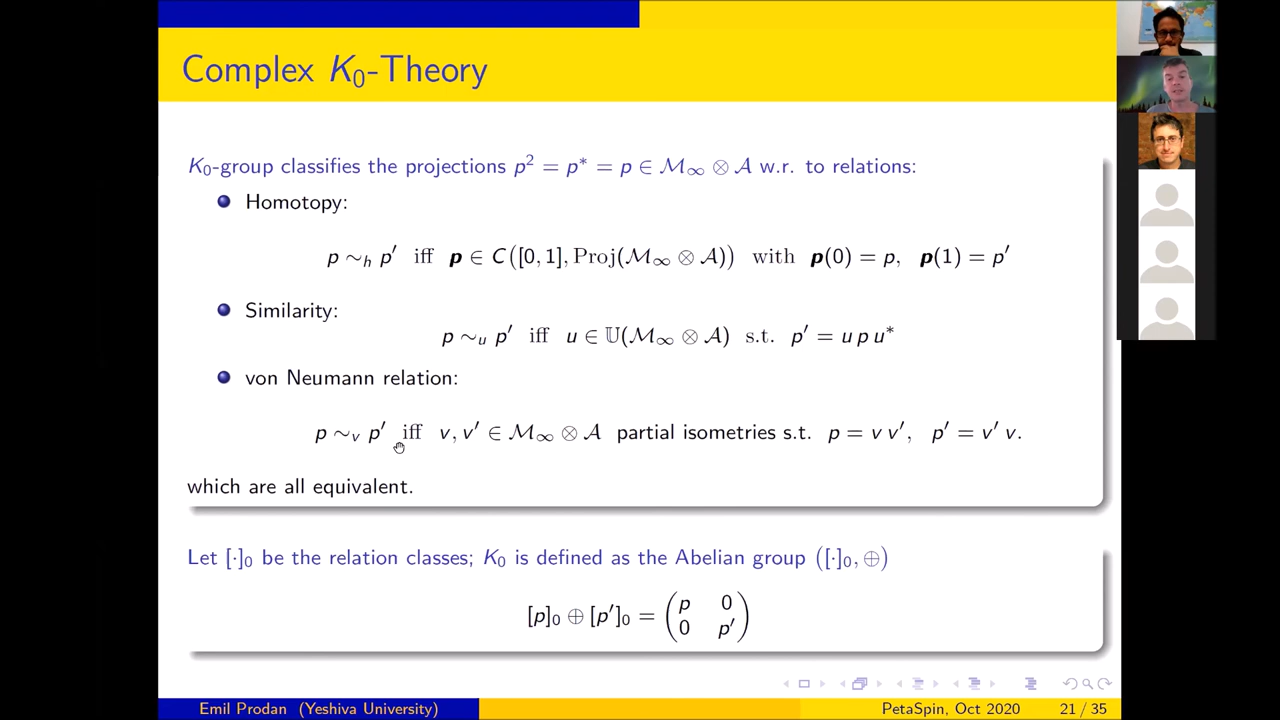 Complex K₀-Theory
K₀-group classifies the projections p² = p* = p ∈ ℳ∞ ⊗ 𝒜 w.r. to relations:
Homotopy:
p ∼ₕ p′ iff 𝒑 ∈ C([0, 1], Proj(ℳ∞ ⊗ 𝒜)) with 𝒑(0) = p, 𝒑(1) = p′
Similarity:
p ∼ᵤ p′ iff u ∈ 𝕌(ℳ∞ ⊗ 𝒜) s.t. p′ = u p u*
von Neumann relation:
p ∼ᵥ p′ iff v, v′ ∈ ℳ∞ ⊗ 𝒜 partial isometries s.t. p = v v′, p′ = v′ v.
which are all equivalent.
Let [·]₀ be the relation classes; K₀ is defined as the Abelian group ([·]₀, ⊕)
[p]₀ ⊕ [p′]₀ = (p 0
0 p′)
Emil Prodan (Yeshiva University) PetaSpin, Oct 2020 21 / 35